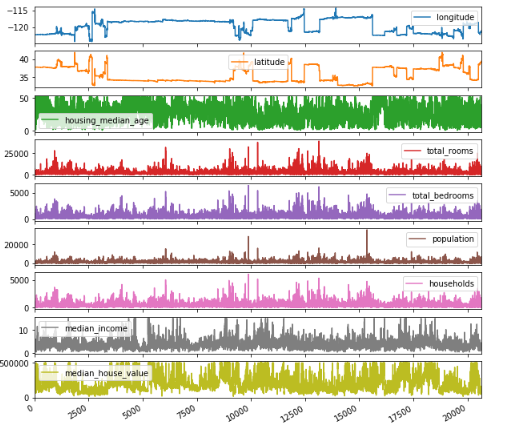 −115
−120
longitude
40
35
latitude
50
0
housing_median_age
25000
0
total_rooms
5000
0
total_bedrooms
20000
0
population
5000
0
households
10
0
median_income
500000
0
median_house_value
0 2500 5000 7500 10000 12500 15000 17500 20000